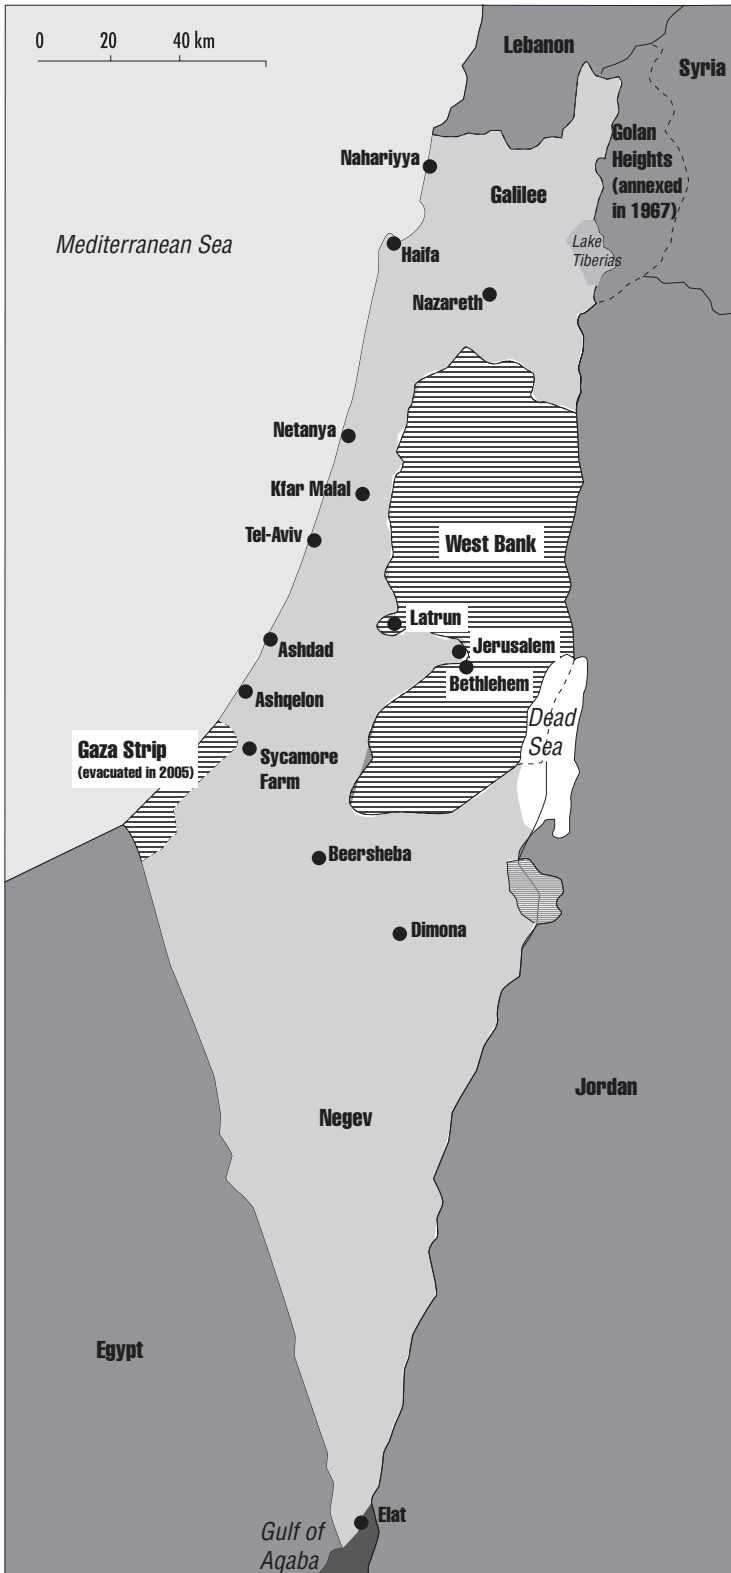 0 20 40 km
Lebanon
Syria
Golan
Heights
(annexed
in 1967)
Nahariyya
Galilee
Mediterranean Sea
Lake
Tiberias
Haifa
Nazareth
Netanya
Kfar Malal
Tel-Aviv
West Bank
Latrun
Jerusalem
Ashdad
Bethlehem
Ashqelon
Dead
Sea
Gaza Strip
(evacuated in 2005)
Sycamore
Farm
Beersheba
Dimona
Jordan
Negev
Egypt
Elat
Gulf of
Aqaba